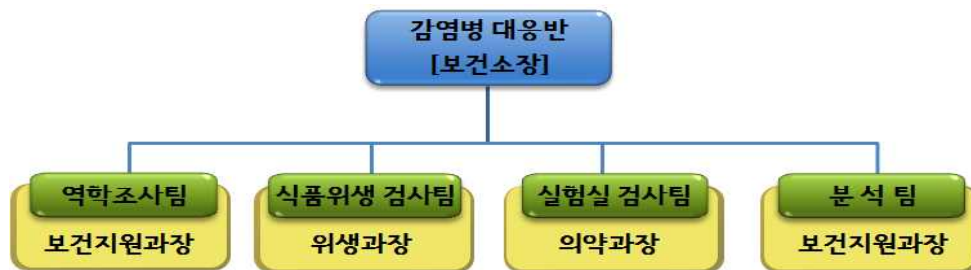 감염병 대응반
[보건소장]
역학조사팀
식품위생 검사팀
실험실 검사팀
분 석 팀
보건지원과장
위생과장
의약과장
보건지원과장